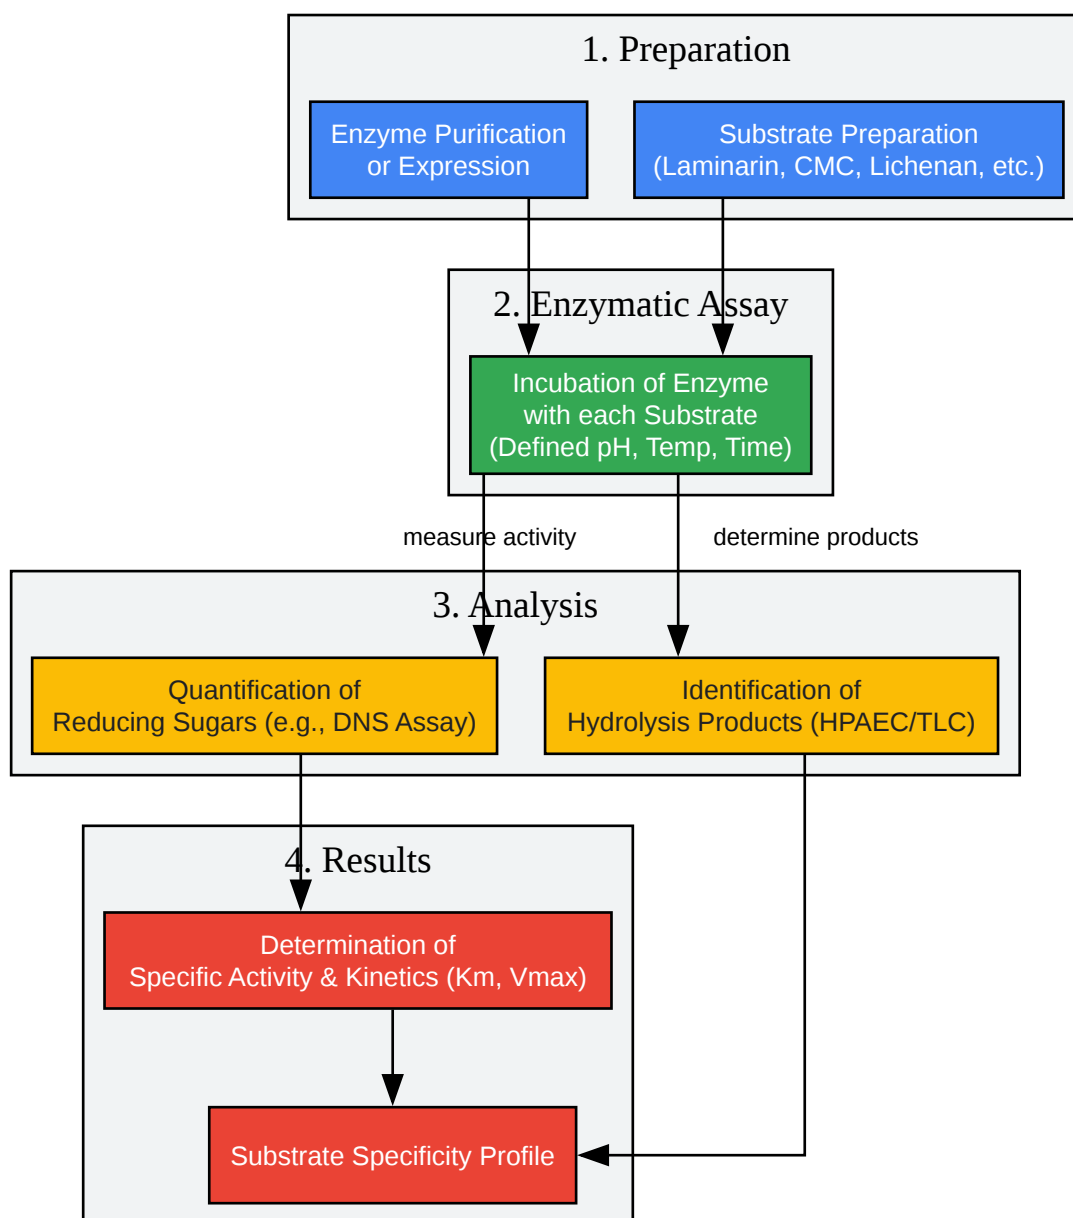 1. Preparation
Enzyme Purification
or Expression
Substrate Preparation
(Laminarin, CMC, Lichenan, etc.)
2. Enzymatic Assay
Incubation of Enzyme
with each Substrate
(Defined pH, Temp, Time)
measure activity
determine products
3. Analysis
Quantification of
Reducing Sugars (e.g., DNS Assay)
Identification of
Hydrolysis Products (HPAEC/TLC)
4. Results
Determination of
Specific Activity & Kinetics (Km, Vmax)
Substrate Specificity Profile